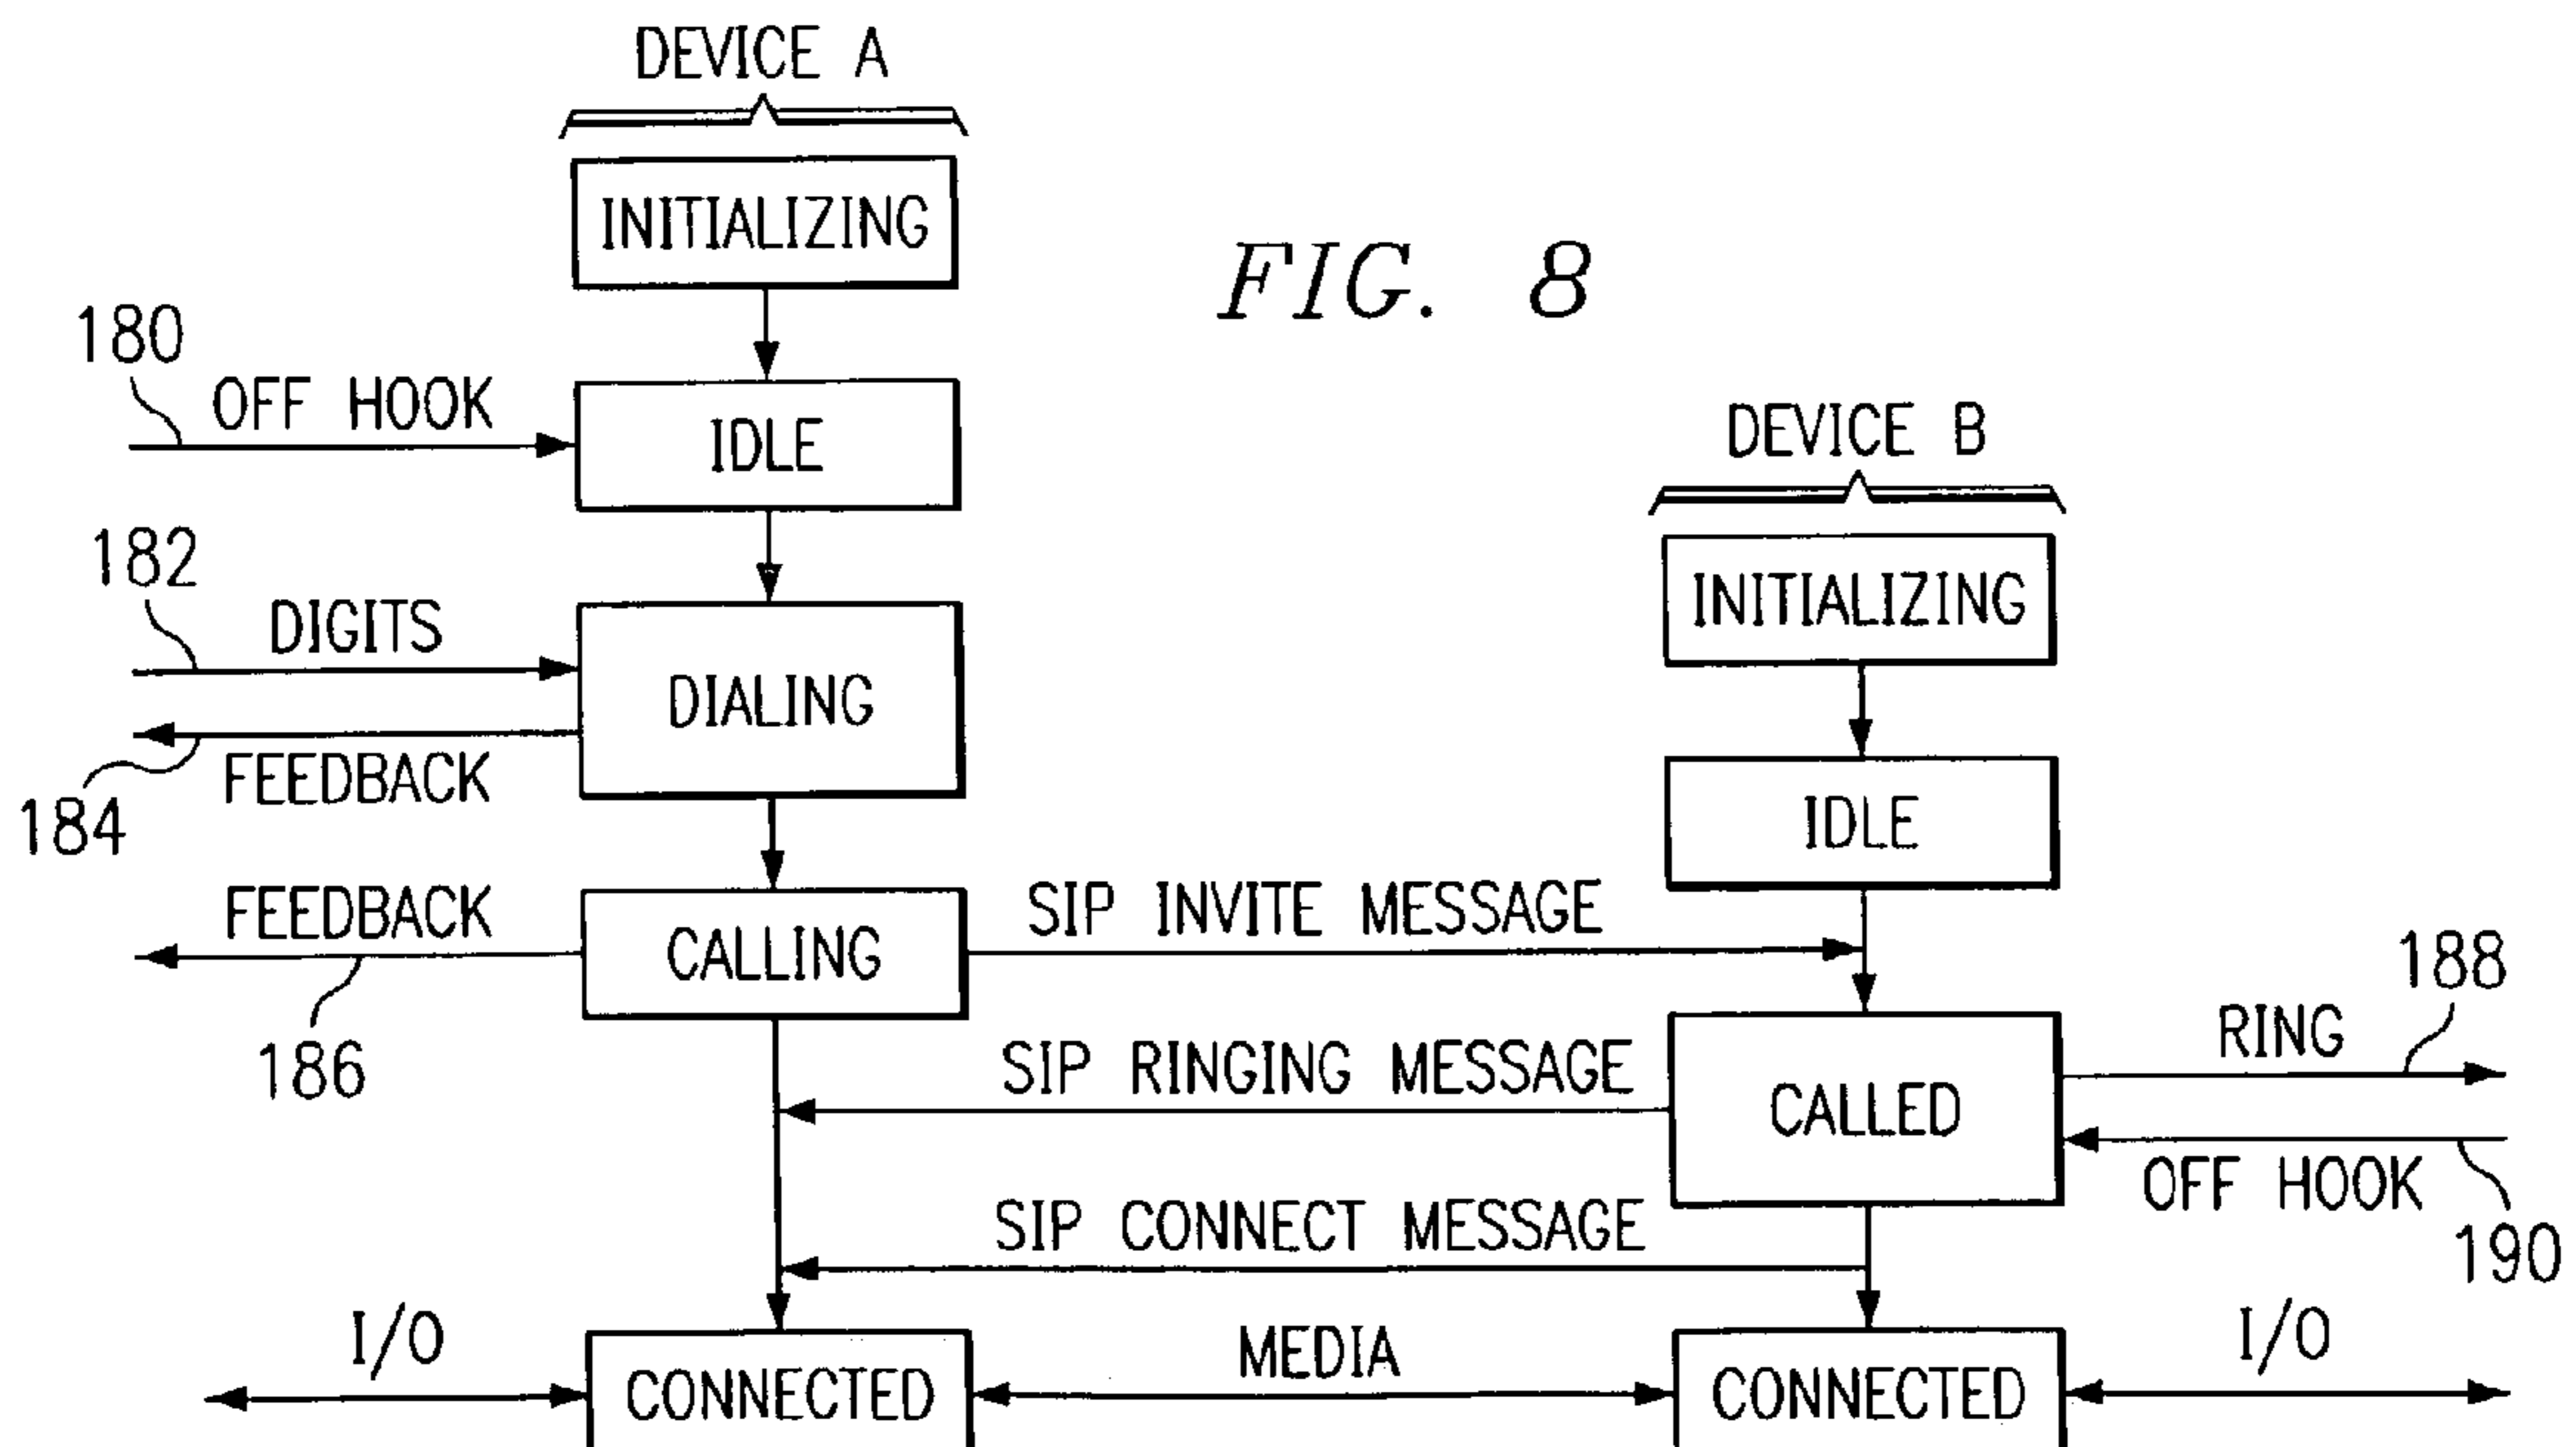 DEVICE A
INITIALIZING
FIG. 8
180
OFF HOOK
IDLE
DEVICE B
182
DIGITS
INITIALIZING
DIALING
FEEDBACK
184
IDLE
FEEDBACK
CALLING
SIP INVITE MESSAGE
188
186
SIP RINGING MESSAGE
RING
CALLED
OFF HOOK
190
SIP CONNECT MESSAGE
I/O
CONNECTED
MEDIA
CONNECTED
I/O